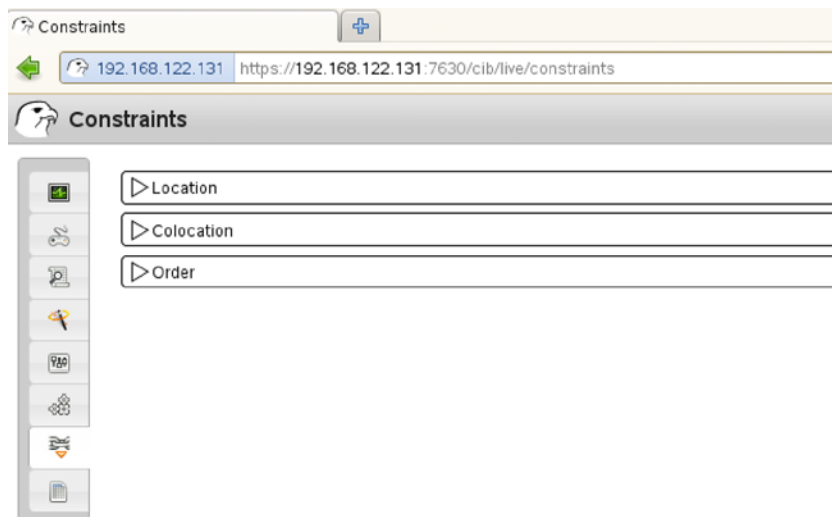 Constraints
192.168.122.131 https://192.168.122.131:7630/cib/live/constraints
Constraints
Location
Colocation
Order